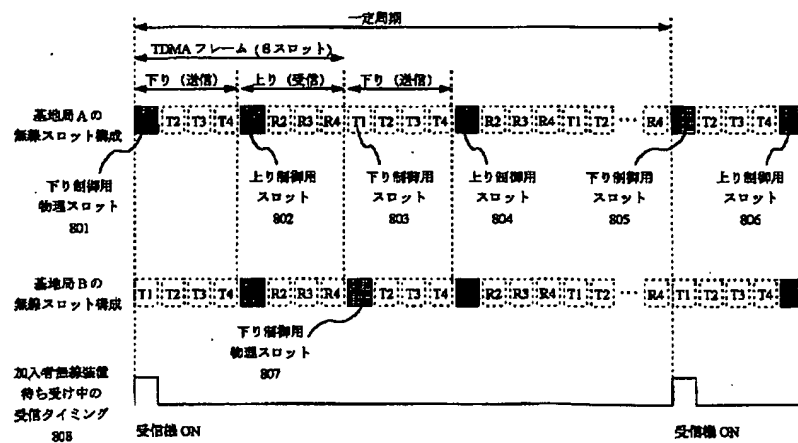 一定周期
TDMAフレーム (8スロット)
下り (送信)
上り (受信)
下り (送信)
基地局Aの
無線スロット構成
T2 T3 T4 R2 R3 R4 T1 T2 T3 T4 R2 R3 R4 T1 T2 … R4 T2 T3 T4
下り制御用
物理スロット
801
上り制御用
スロット
802
下り制御用
スロット
803
上り制御用
スロット
804
下り制御用
スロット
805
上り制御用
スロット
806
基地局Bの
無線スロット構成
T1 T2 T3 T4 R2 R3 R4 T2 T3 T4 R2 R3 R4 T1 T2 … R4 T1 T2 T3 T4
下り制御用
物理スロット
807
加入者無線装置
待ち受け中の
受信タイミング
808
受信機ON
受信機ON